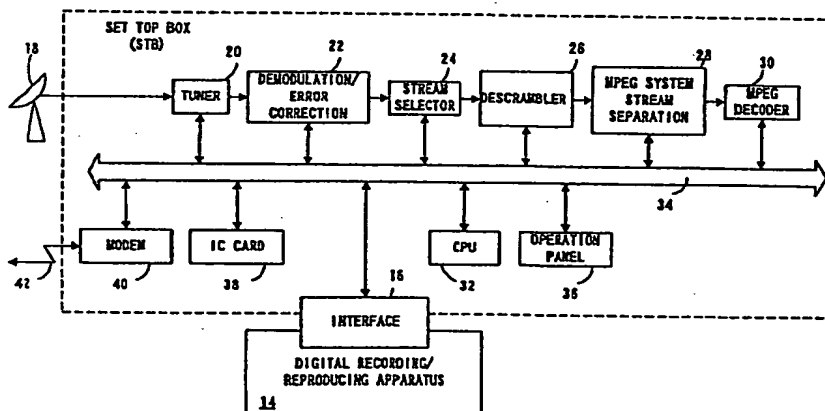 SET TOP BOX
(STB)
18
20
22
24
26
28
30
TUNER
DEMODULATION/
ERROR
CORRECTION
STREAM
SELECTOR
DESCRAMBLER
MPEG SYSTEM
STREAM
SEPARATION
MPEG
DECODER
34
MODEM
IC CARD
CPU
OPERATION
PANEL
42
40
38
32
36
16
INTERFACE
DIGITAL RECORDING/
REPRODUCING APPARATUS
14